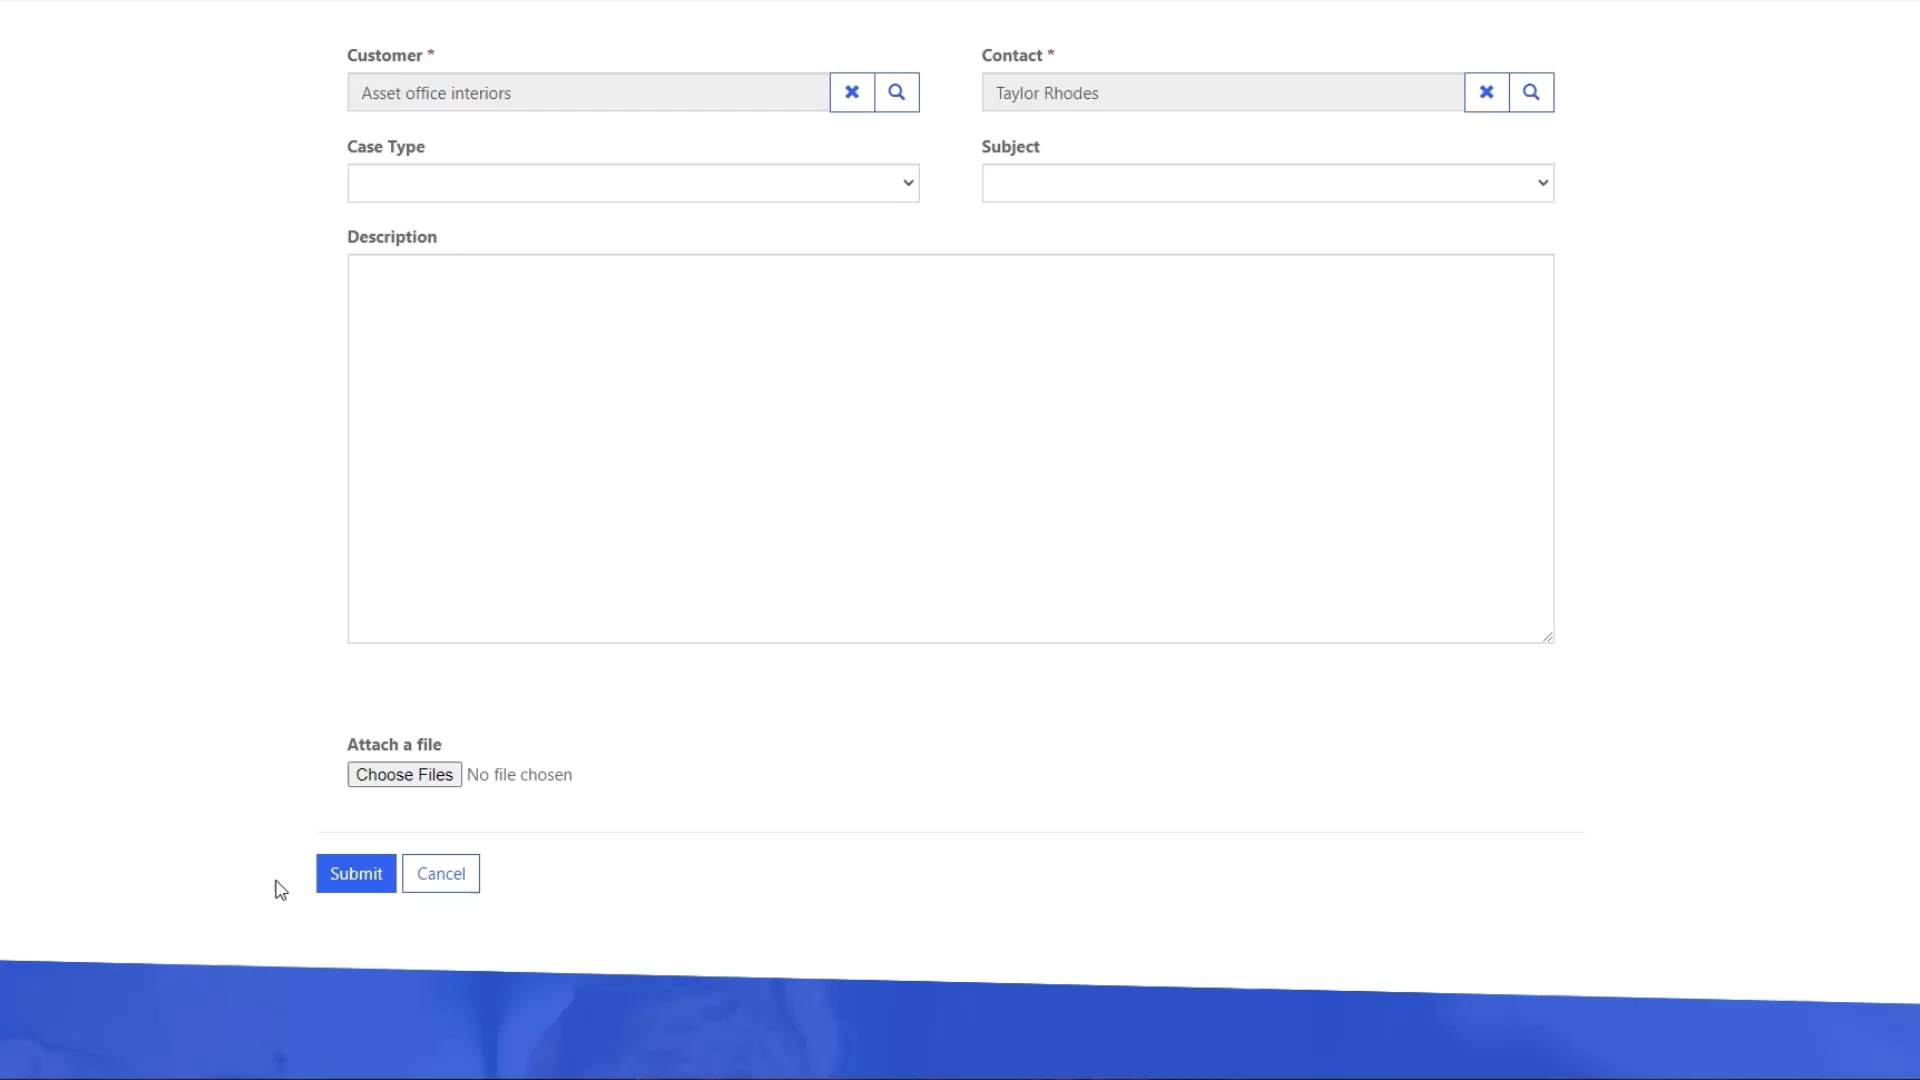 Customer *
Contact *
Asset office interiors
Taylor Rhodes
Case Type
Subject
Description
Attach a file
Choose Files No file chosen
Submit Cancel